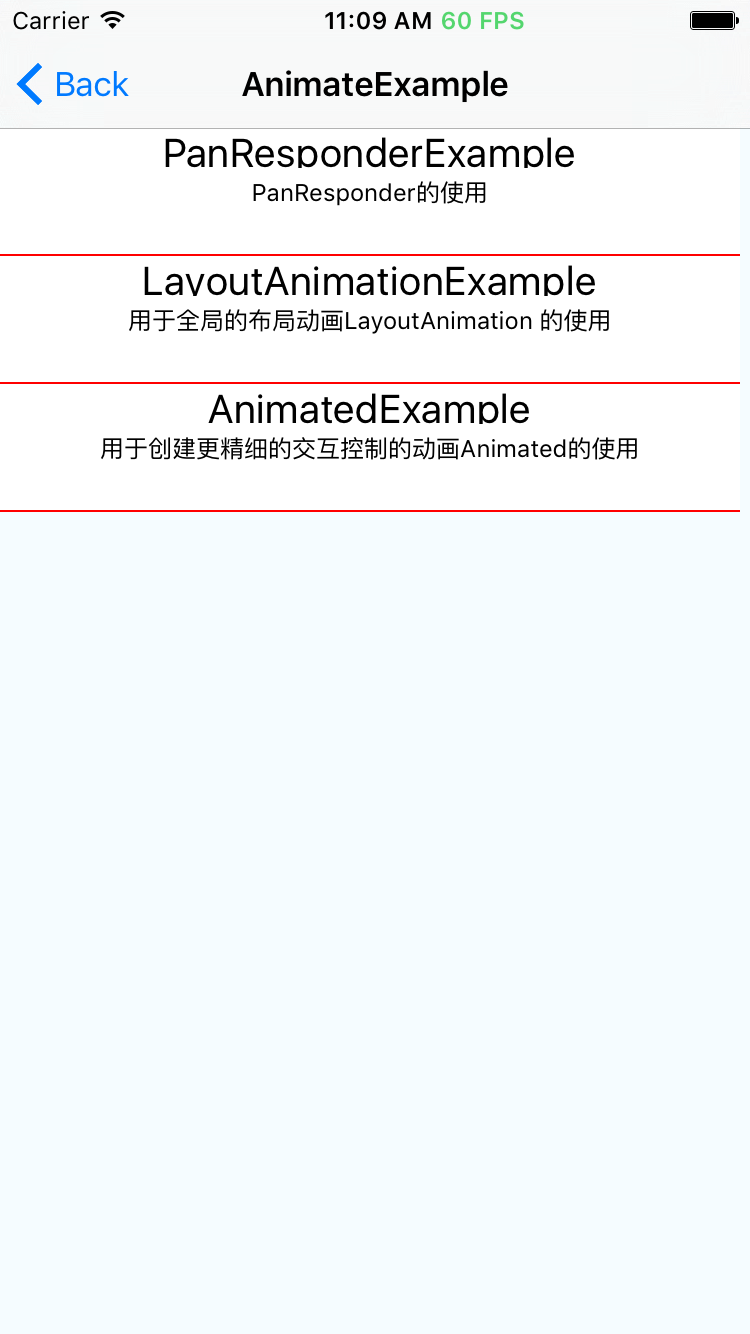 Carrier 11:09 AM 60 FPS
Back AnimateExample
PanResponderExample
PanResponder的使用
LayoutAnimationExample
用于全局的布局动画LayoutAnimation 的使用
AnimatedExample
用于创建更精细的交互控制的动画Animated的使用